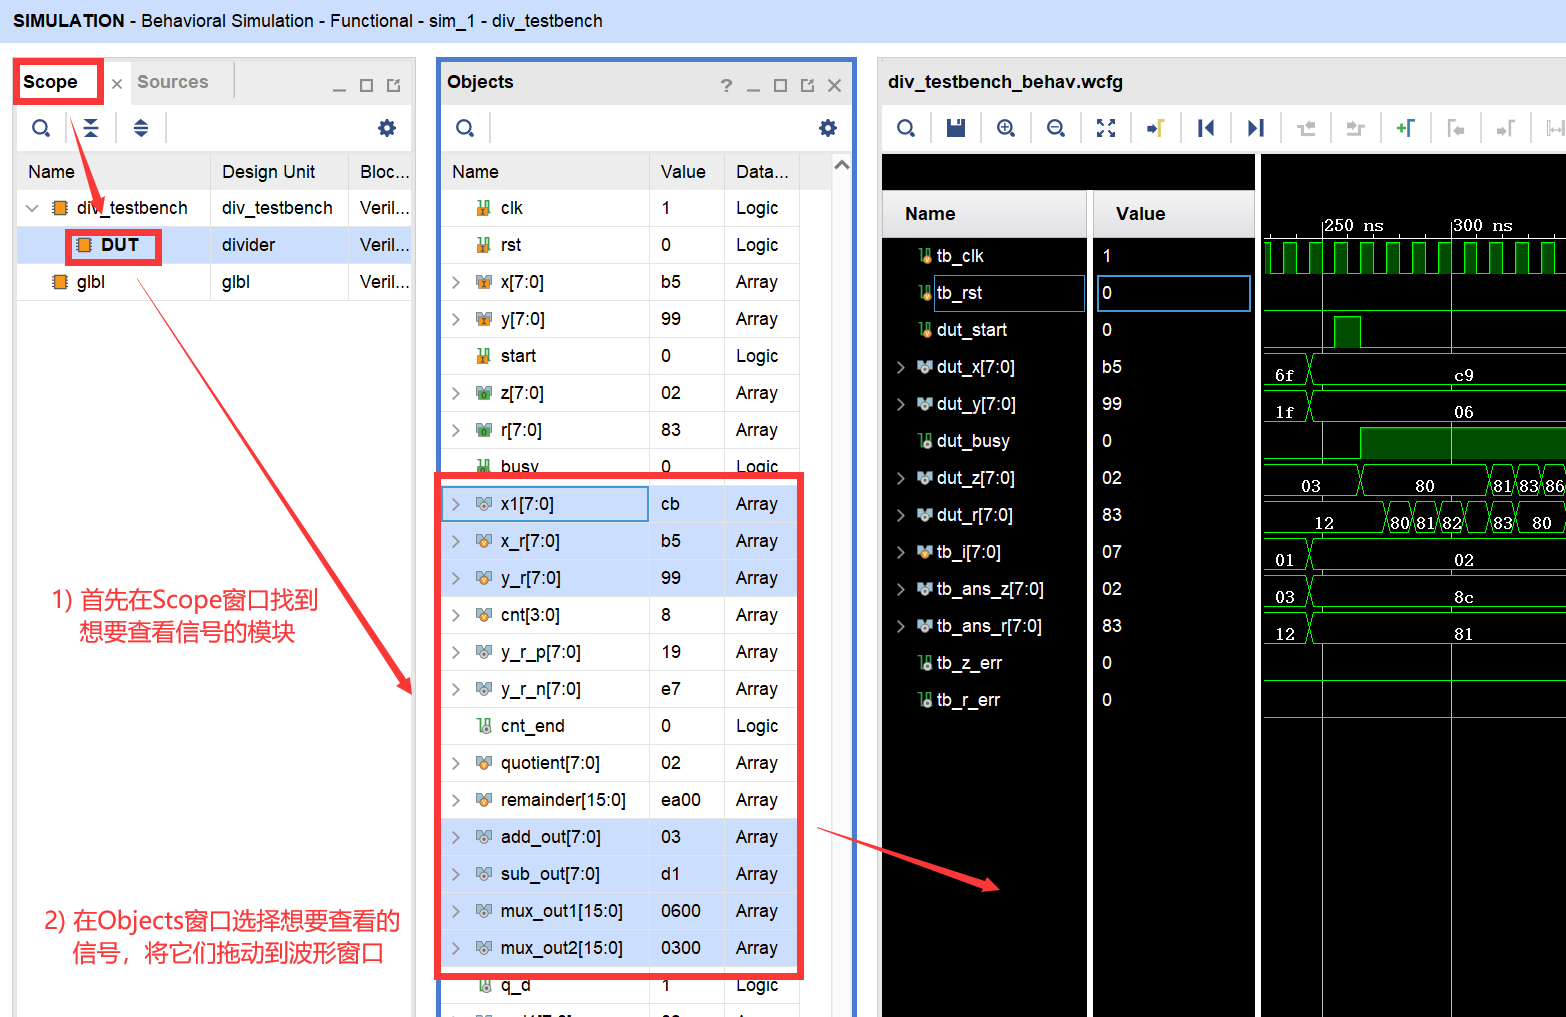 SIMULATION - Behavioral Simulation - Functional - sim_1 - div_testbench
Scope
Sources
Name Design Unit Bloc...
div_testbench div_testbench Veril...
DUT divider Veril...
glbl glbl Veril...
1) 首先在Scope窗口找到
想要查看信号的模块
2) 在Objects窗口选择想要查看的
信号，将它们拖动到波形窗口
Objects
Name Value Data...
clk 1 Logic
rst 0 Logic
x[7:0] b5 Array
y[7:0] 99 Array
start 0 Logic
z[7:0] 02 Array
r[7:0] 83 Array
busy 0 Logic
x1[7:0] cb Array
x_r[7:0] b5 Array
y_r[7:0] 99 Array
cnt[3:0] 8 Array
y_r_p[7:0] 19 Array
y_r_n[7:0] e7 Array
cnt_end 0 Logic
quotient[7:0] 02 Array
remainder[15:0] ea00 Array
add_out[7:0] 03 Array
sub_out[7:0] d1 Array
mux_out1[15:0] 0600 Array
mux_out2[15:0] 0300 Array
q_d 1 Logic
div_testbench_behav.wcfg
Name Value
250 ns 300 ns
tb_clk 1
tb_rst 0
dut_start 0
dut_x[7:0] b5 6f c9
dut_y[7:0] 99 1f 06
dut_busy 0
dut_z[7:0] 02 03 80 81 83 86
dut_r[7:0] 83 12 80 81 82 83 80
tb_i[7:0] 07 01 02
tb_ans_z[7:0] 02 03 8c
tb_ans_r[7:0] 83 12 81
tb_z_err 0
tb_r_err 0